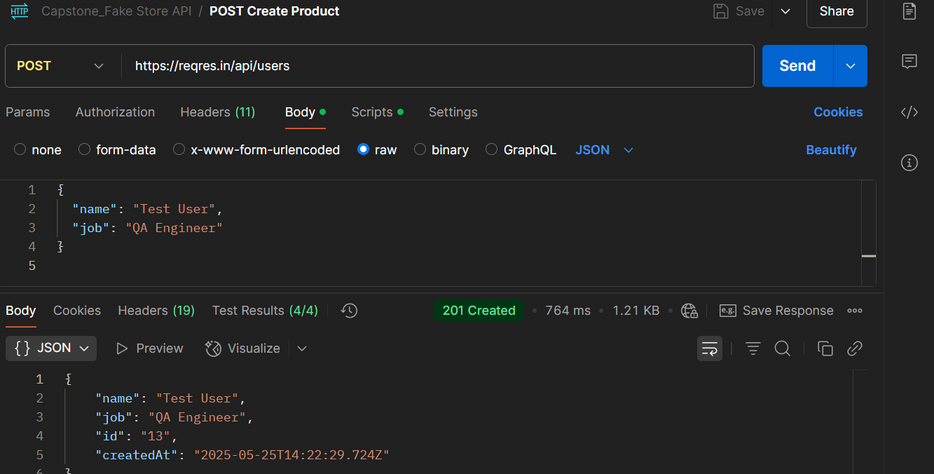 HTTP Capstone_Fake Store API / POST Create Product Save Share
POST https://reqres.in/api/users Send
Params Authorization Headers (11) Body Scripts Settings Cookies
none form-data x-www-form-urlencoded raw binary GraphQL JSON Beautify
1 {
2 "name": "Test User",
3 "job": "QA Engineer"
4 }
5
Body Cookies Headers (19) Test Results (4/4) 201 Created • 764 ms • 1.21 KB • e.g. Save Response
{} JSON Preview Visualize
1 {
2 "name": "Test User",
3 "job": "QA Engineer",
4 "id": "13",
5 "createdAt": "2025-05-25T14:22:29.724Z"
6 }